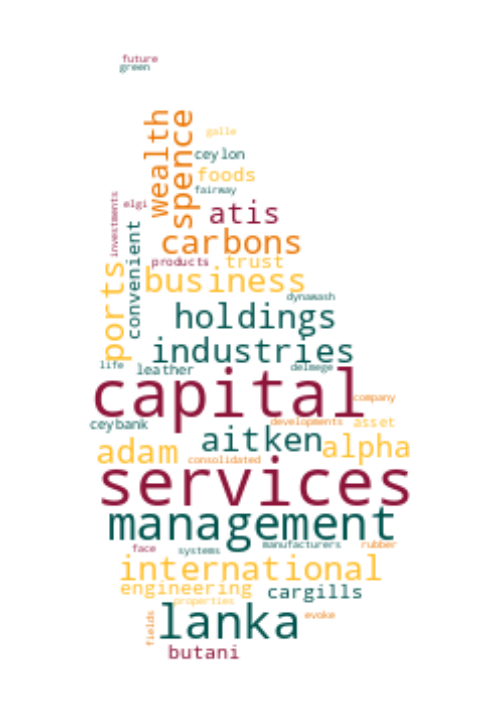 future
green
wealth
spence
galle
ceylon
foods
fairway
investments
elgi
atis
convenient
carbons
products
trust
ports
business
dynawash
holdings
industries
life
leather
delmege
capital
company
ceybank
developments
asset
adam
aitken
alpha
consolidated
services
management
face
systems
manufacturers
rubber
international
engineering
cargills
properties
fields
lanka
evoke
butani